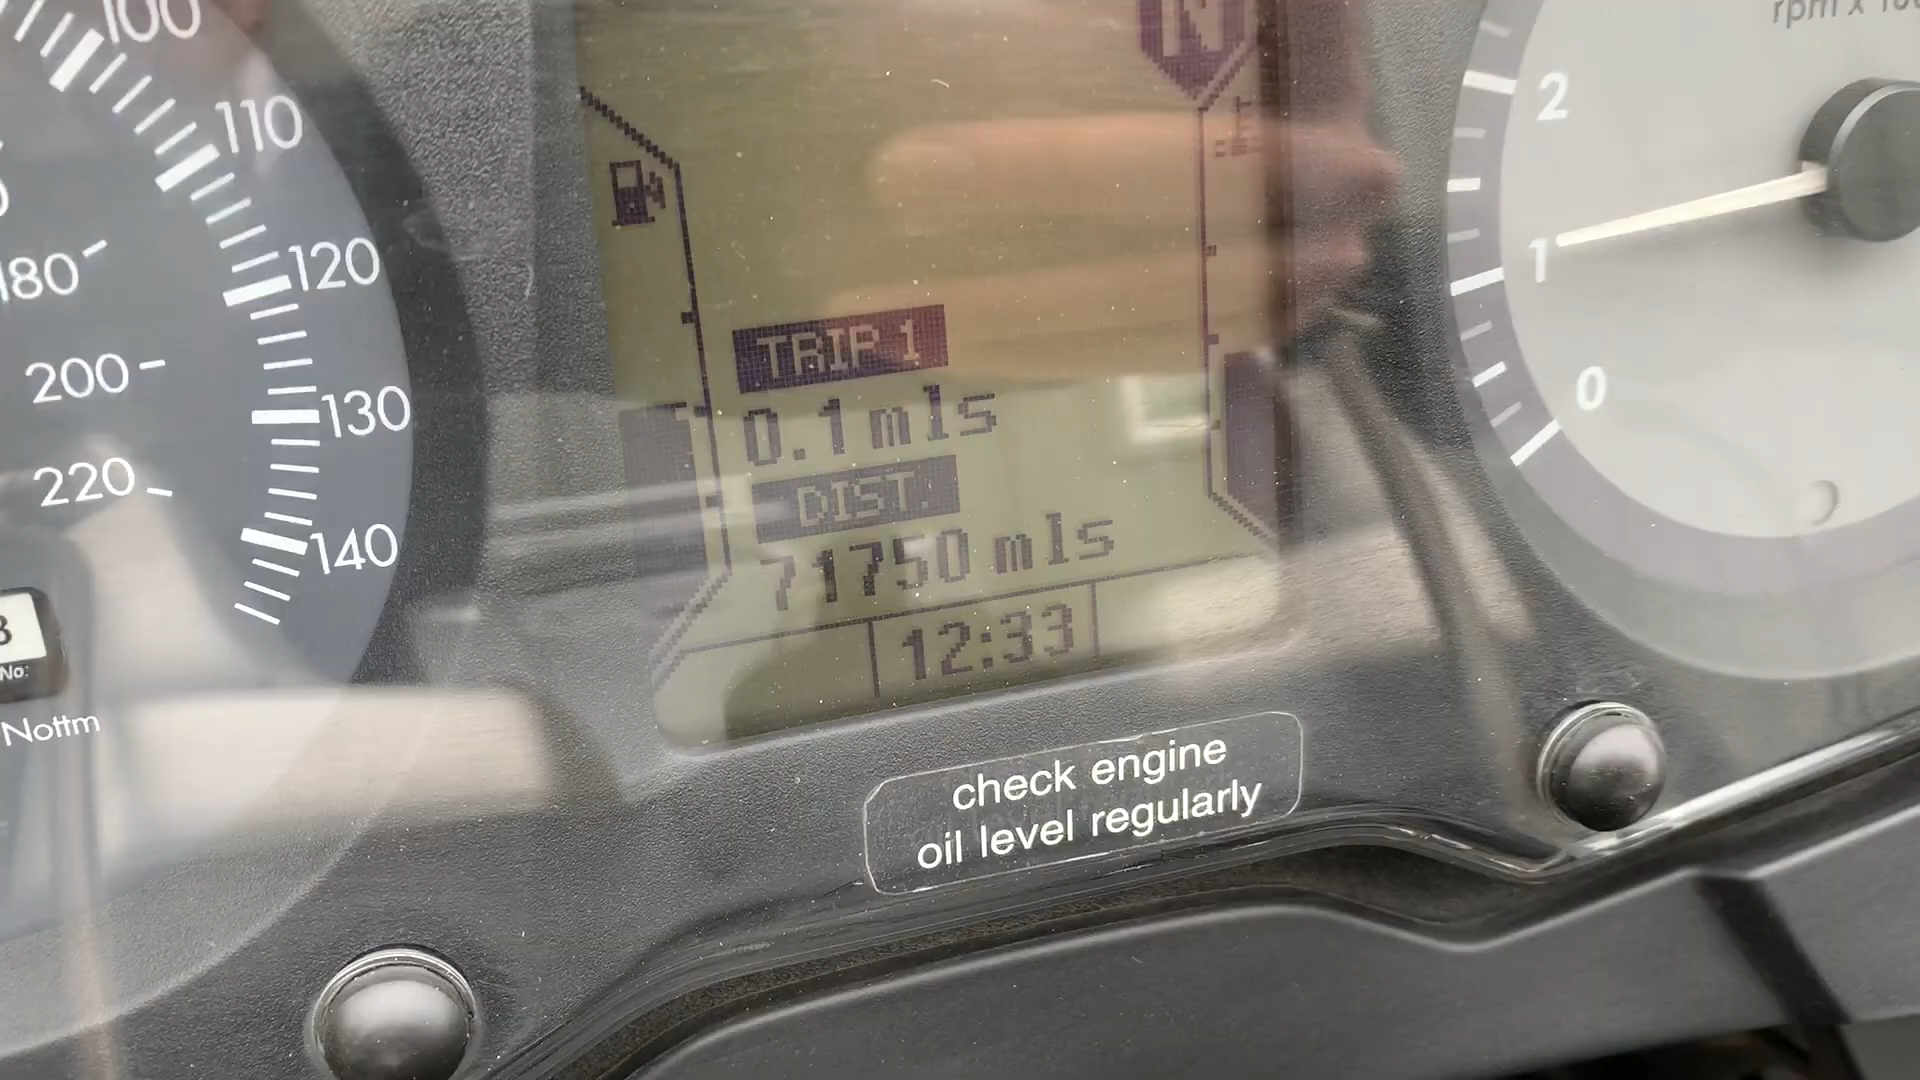 100
110
120
130
140
180
200
220
No:
Nottm
N
TRIP 1
0.1 mls
DIST.
71750 mls
12:33
check engine
oil level regularly
2
1
0